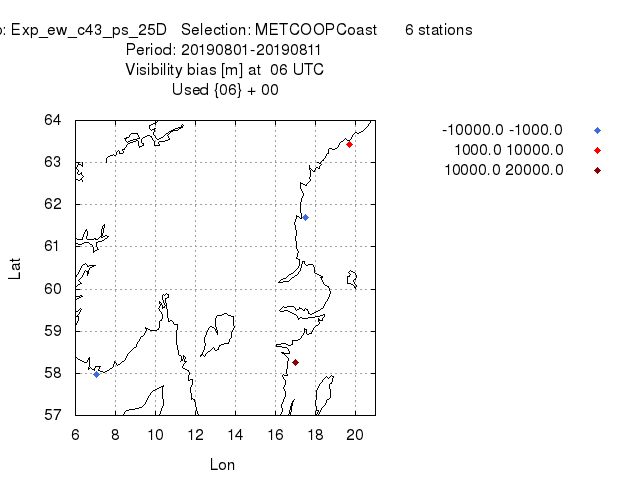 : Exp_ew_c43_ps_25D Selection: METCOOPCoast 6 stations
Period: 20190801-20190811
Visibility bias [m] at 06 UTC
Used {06} + 00
-10000.0 -1000.0
1000.0 10000.0
10000.0 20000.0
64
63
62
61
60
59
58
57
Lat
6 8 10 12 14 16 18 20
Lon